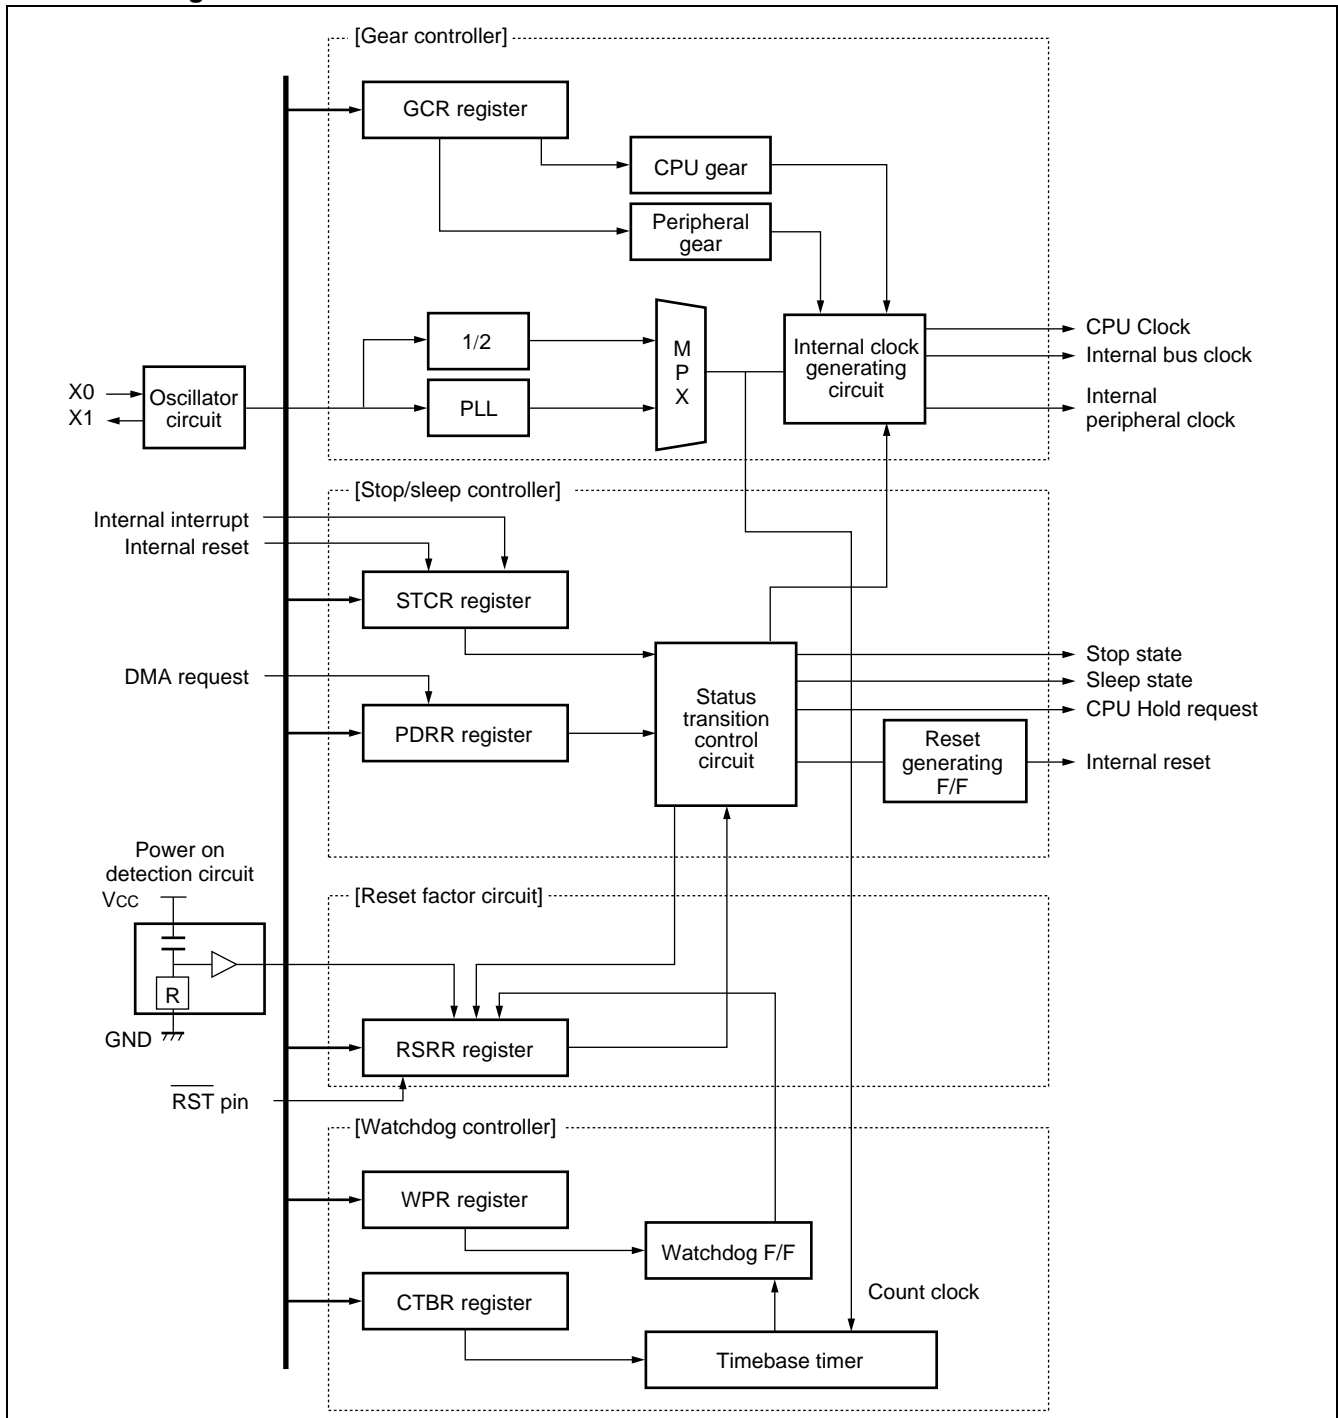 [Gear controller]
GCR register
CPU gear
Peripheral
gear
1/2
PLL
M
P
X
Internal clock
generating
circuit
CPU Clock
Internal bus clock
Internal
peripheral clock
X0
X1
Oscillator
circuit
[Stop/sleep controller]
Internal interrupt
Internal reset
STCR register
DMA request
PDRR register
Status
transition
control
circuit
Stop state
Sleep state
CPU Hold request
Reset
generating
F/F
Internal reset
Power on
detection circuit
VCC
R
GND
[Reset factor circuit]
RSRR register
RST pin
[Watchdog controller]
WPR register
Watchdog F/F
CTBR register
Count clock
Timebase timer